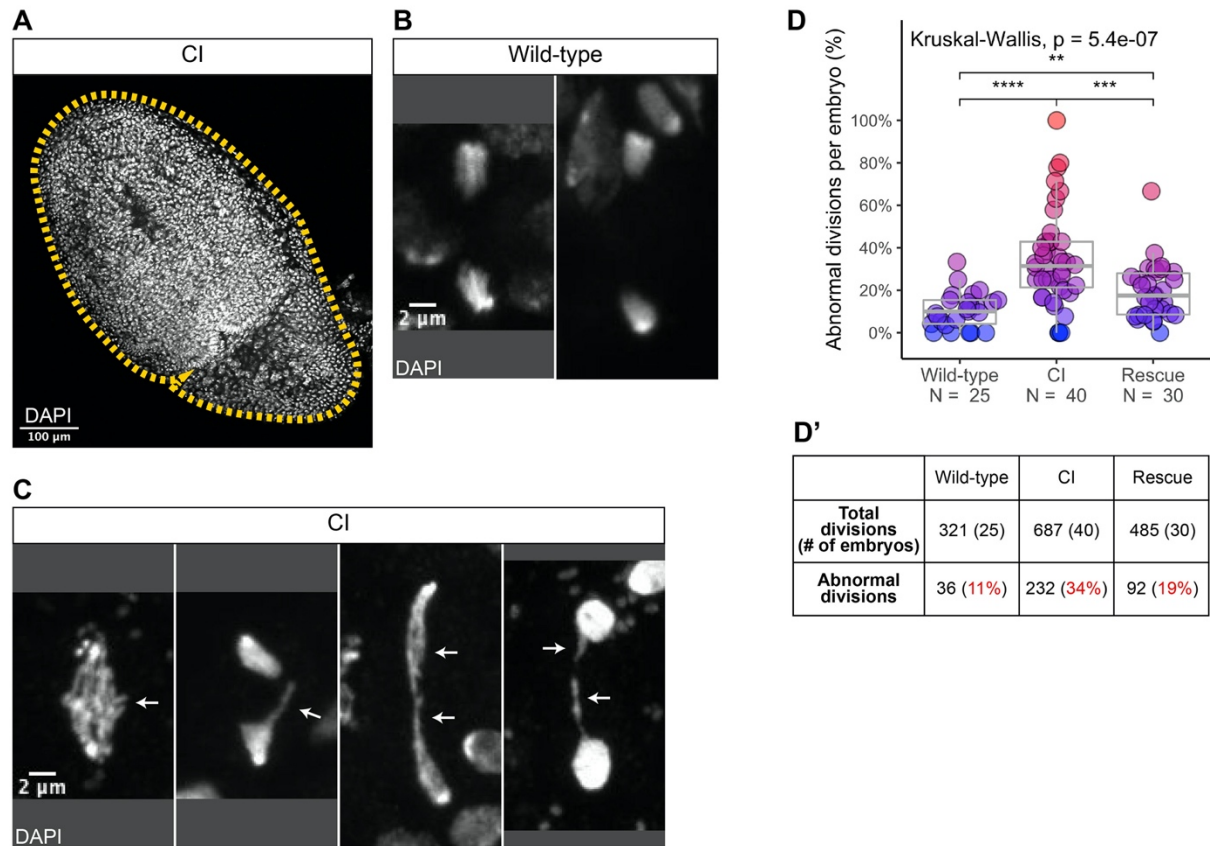 A
CI
DAPI
100 µm
B
Wild-type
2 µm
DAPI
C
CI
2 µm
DAPI
D
Kruskal-Wallis, p = 5.4e-07
**
**** ***
Abnormal divisions per embryo (%)
100%
80%
60%
40%
20%
0%
Wild-type CI Rescue
N = 25 N = 40 N = 30
D'
Wild-type CI Rescue
Total
divisions
(# of embryos) 321 (25) 687 (40) 485 (30)
Abnormal
divisions 36 (11%) 232 (34%) 92 (19%)